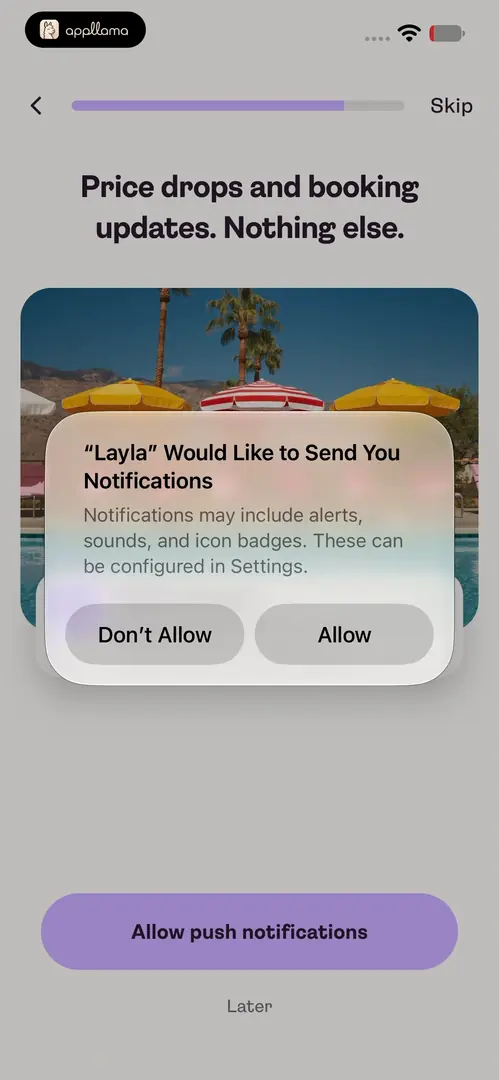 appllama
Skip
Price drops and booking
updates. Nothing else.
“Layla” Would Like to Send You
Notifications
Notifications may include alerts,
sounds, and icon badges. These can
be configured in Settings.
Don’t Allow
Allow
Allow push notifications
Later